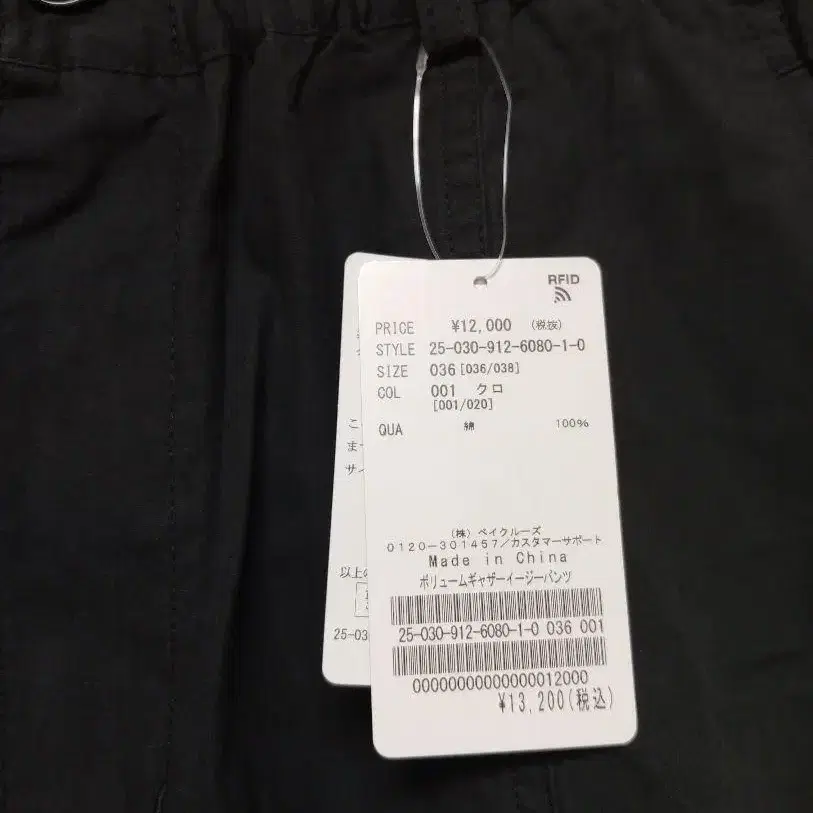 RFID
PRICE ¥12,000 (税抜)
STYLE 25-030-912-6080-1-0
SIZE 036 [036/038]
COL 001 クロ
[001/020]
QUA 綿 100%
(株) ベイクルーズ
0120-301457/カスタマーサポート
Made in China
ボリュームギャザーイージーパンツ
25-030-912-6080-1-0 036 001
00000000000000012000
¥13,200(税込)
こ
ま
サイ
以上の
25-03